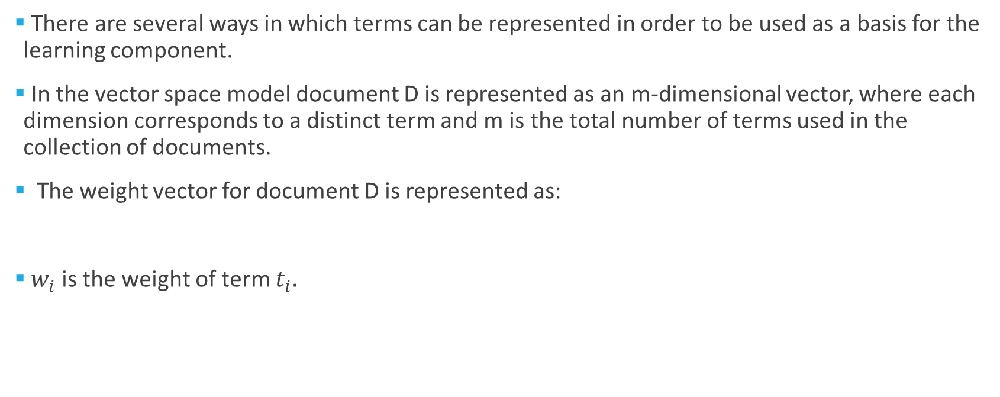 ▪ There are several ways in which terms can be represented in order to be used as a basis for the
learning component.
▪ In the vector space model document D is represented as an m-dimensional vector, where each
dimension corresponds to a distinct term and m is the total number of terms used in the
collection of documents.
▪ The weight vector for document D is represented as:
▪ 𝑤ᵢ is the weight of term 𝑡ᵢ.